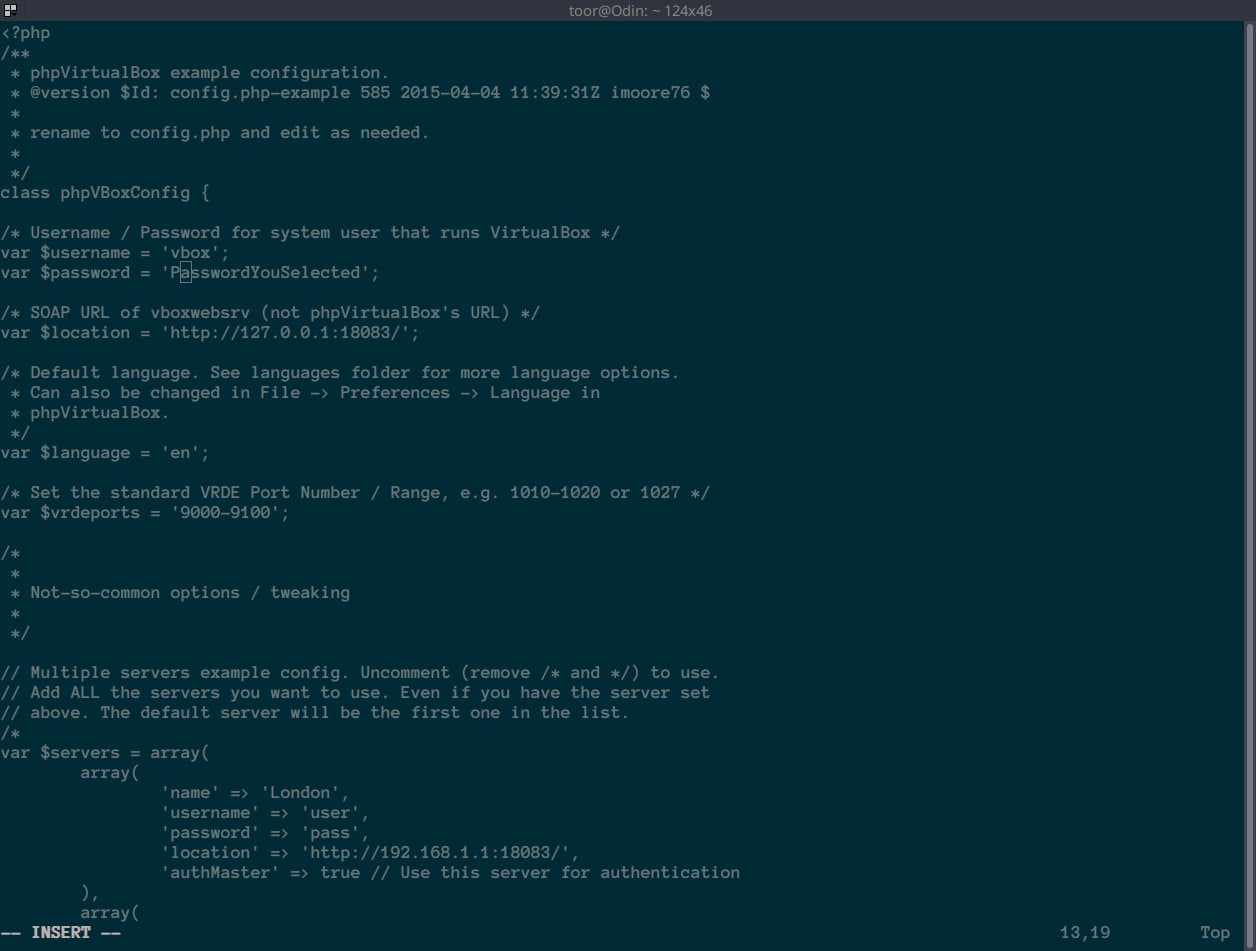 toor@Odin: ~ 124x46
<?php
/**
 * phpVirtualBox example configuration.
 * @version $Id: config.php-example 585 2015-04-04 11:39:31Z imoore76 $
 *
 * rename to config.php and edit as needed.
 *
 */
class phpVBoxConfig {

/* Username / Password for system user that runs VirtualBox */
var $username = 'vbox';
var $password = 'PasswordYouSelected';

/* SOAP URL of vboxwebsrv (not phpVirtualBox's URL) */
var $location = 'http://127.0.0.1:18083/';

/* Default language. See languages folder for more language options.
 * Can also be changed in File -> Preferences -> Language in
 * phpVirtualBox.
 */
var $language = 'en';

/* Set the standard VRDE Port Number / Range, e.g. 1010-1020 or 1027 */
var $vrdeports = '9000-9100';

/*
 *
 * Not-so-common options / tweaking
 *
 */

// Multiple servers example config. Uncomment (remove /* and */) to use.
// Add ALL the servers you want to use. Even if you have the server set
// above. The default server will be the first one in the list.
/*
var $servers = array(
        array(
                'name' => 'London',
                'username' => 'user',
                'password' => 'pass',
                'location' => 'http://192.168.1.1:18083/',
                'authMaster' => true // Use this server for authentication
        ),
        array(
-- INSERT -- 13,19 Top